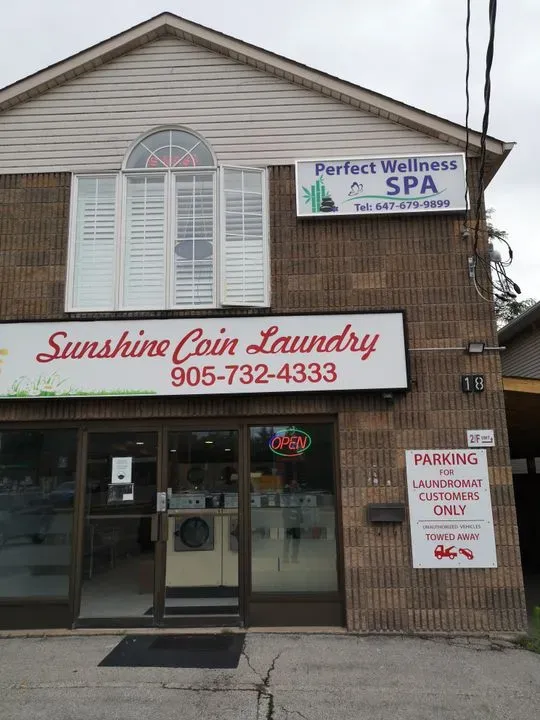 Perfect Wellness
SPA
Tel: 647-679-9899
Sunshine Coin Laundry
905-732-4333
18
OPEN
2/F
PARKING
FOR
LAUNDROMAT
CUSTOMERS
ONLY
UNAUTHORIZED VEHICLES
TOWED AWAY